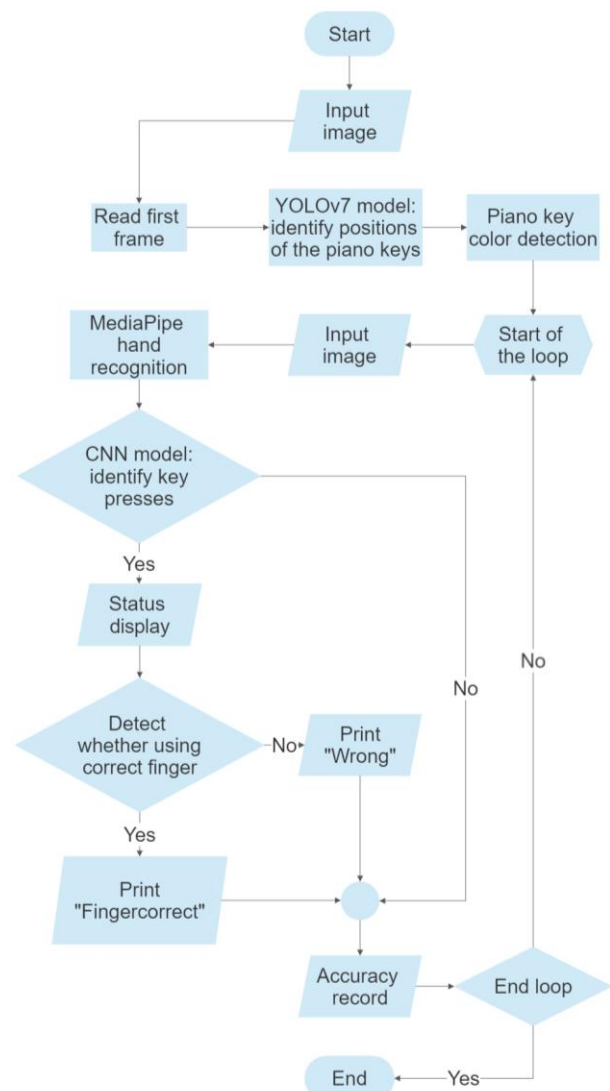 Start
Input
image
Read first
frame
YOLOv7 model:
identify positions
of the piano keys
Piano key
color detection
MediaPipe
hand
recognition
Input
image
Start of
the loop
CNN model:
identify key
presses
Yes
Status
display
No
No
Detect
whether using
correct finger
No
Print
"Wrong"
Yes
Print
"Fingercorrect"
Accuracy
record
End loop
End
Yes